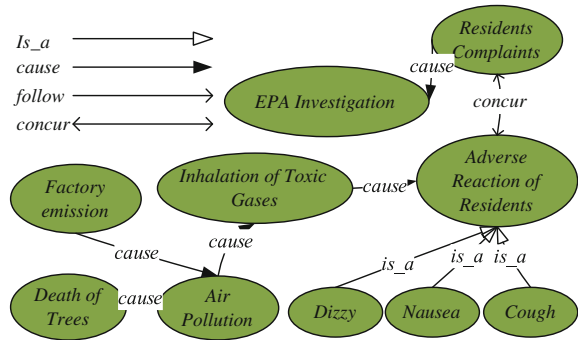 Is_a
cause
follow
concur
Residents
Complaints
cause
EPA Investigation
concur
Adverse
Reaction of
Residents
Inhalation of Toxic
Gases
cause
Factory
emission
cause
cause
is_a
is_a
is_a
Death of
Trees
cause
Air
Pollution
Dizzy
Nausea
Cough